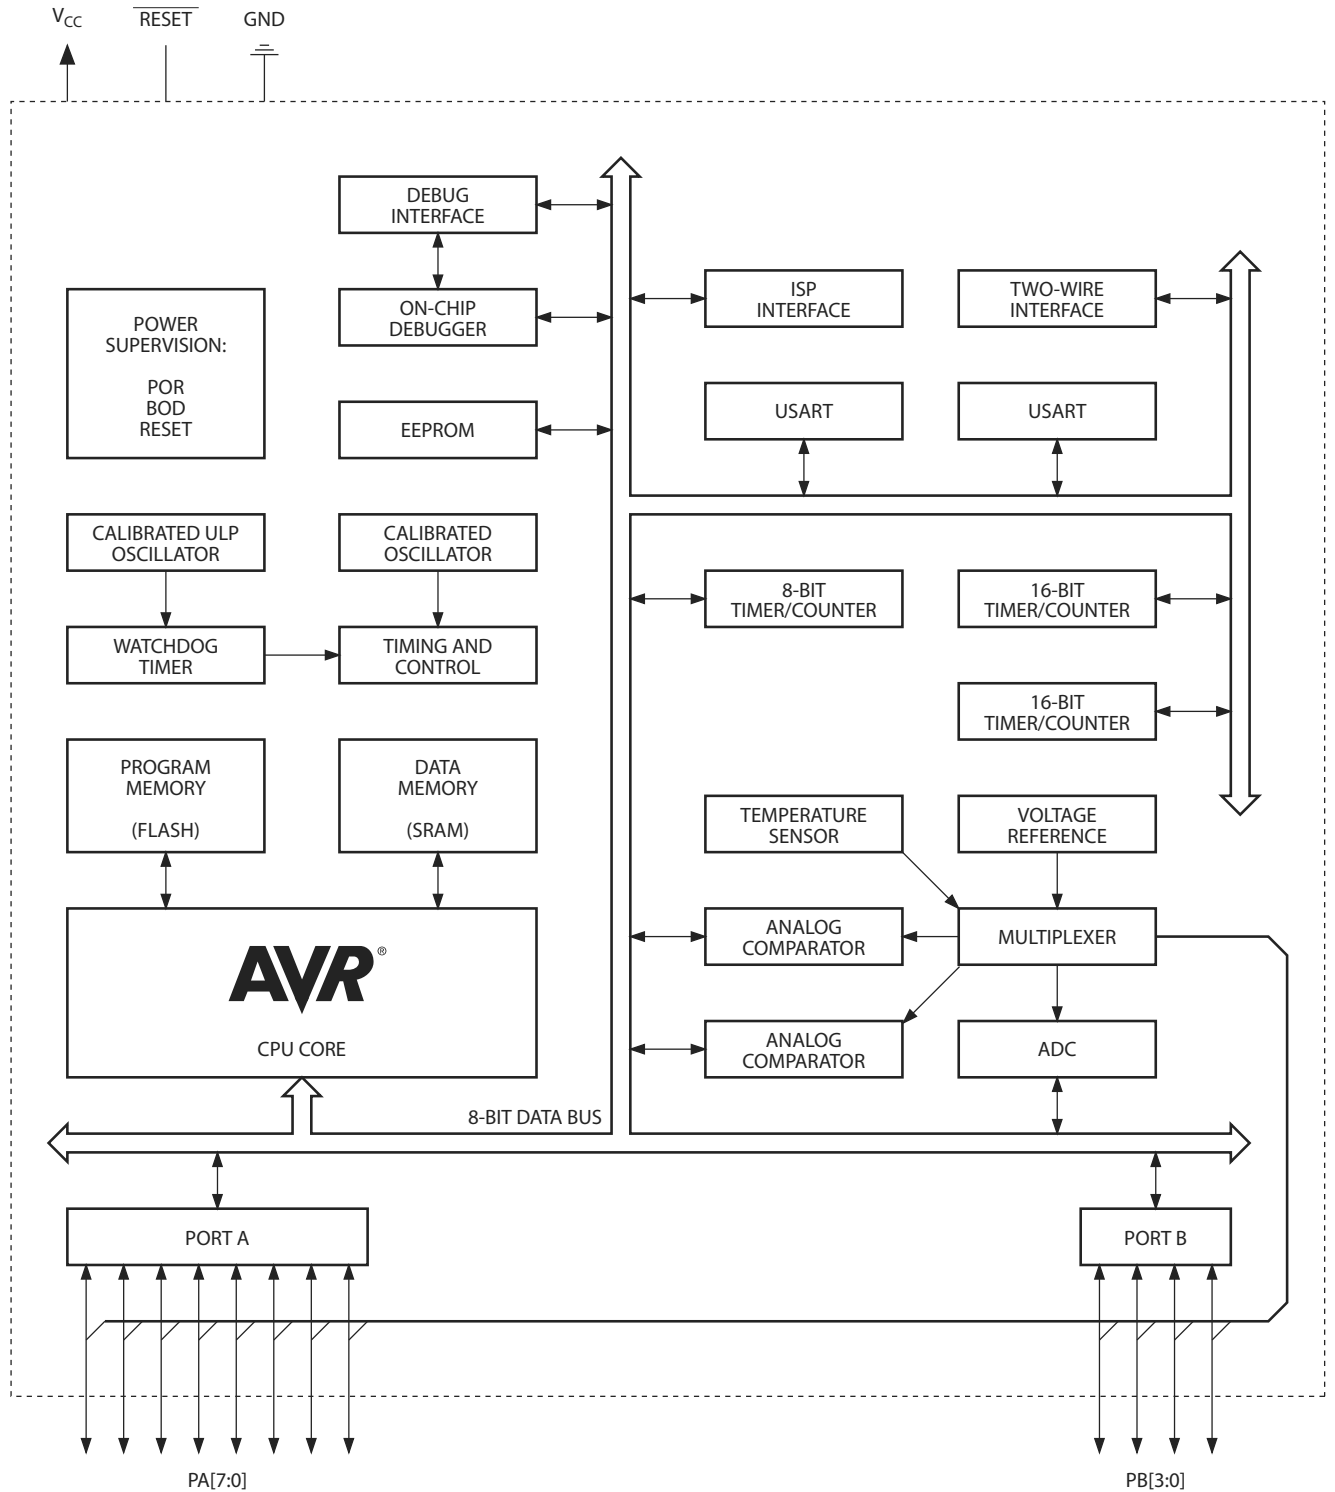 VCC
RESET
GND
DEBUG
INTERFACE
POWER
SUPERVISION:
POR
BOD
RESET
ON-CHIP
DEBUGGER
ISP
INTERFACE
TWO-WIRE
INTERFACE
EEPROM
USART
USART
CALIBRATED ULP
OSCILLATOR
CALIBRATED
OSCILLATOR
8-BIT
TIMER/COUNTER
16-BIT
TIMER/COUNTER
WATCHDOG
TIMER
TIMING AND
CONTROL
16-BIT
TIMER/COUNTER
PROGRAM
MEMORY
(FLASH)
DATA
MEMORY
(SRAM)
TEMPERATURE
SENSOR
VOLTAGE
REFERENCE
AVR®
CPU CORE
ANALOG
COMPARATOR
MULTIPLEXER
ANALOG
COMPARATOR
ADC
8-BIT DATA BUS
PORT A
PORT B
PA[7:0]
PB[3:0]